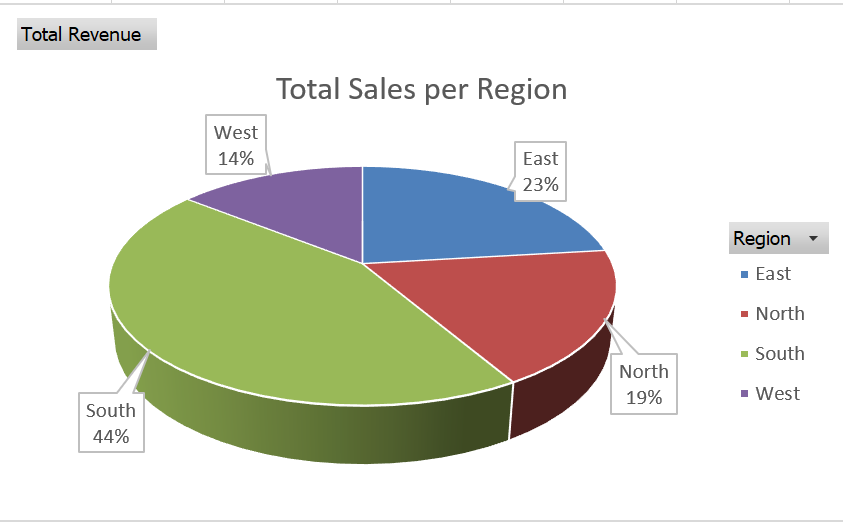 Total Revenue
Total Sales per Region
West
14%
East
23%
Region
East
North
South
West
North
19%
South
44%